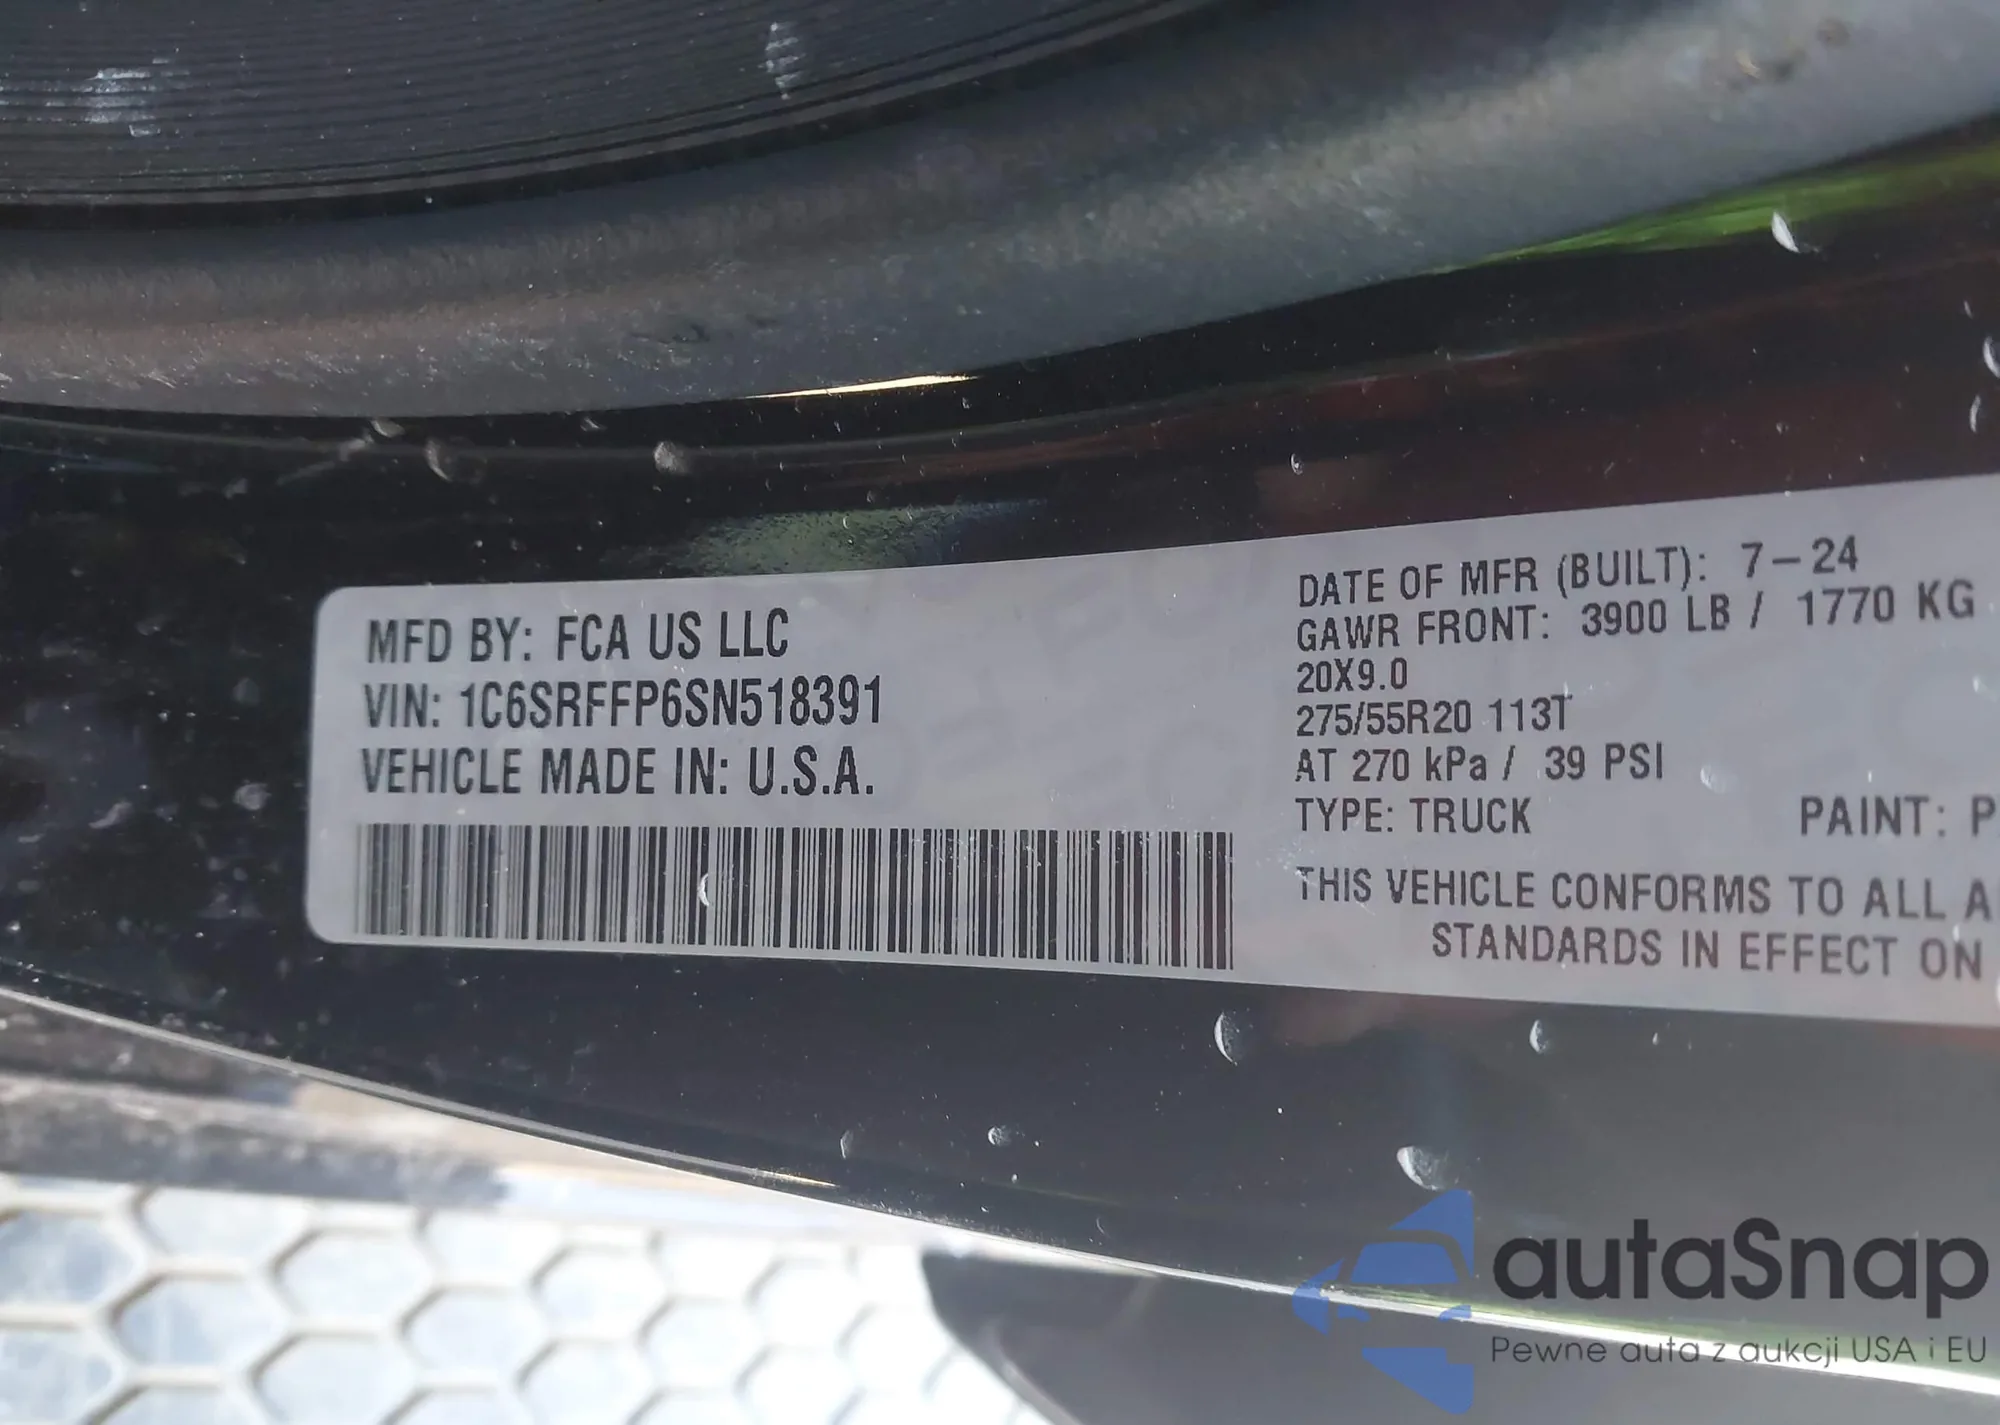 MFD BY: FCA US LLC
VIN: 1C6SRFFP6SN518391
VEHICLE MADE IN: U.S.A.
DATE OF MFR (BUILT): 7-24
GAWR FRONT: 3900 LB / 1770 KG
20X9.0
275/55R20 113T
AT 270 kPa / 39 PSI
TYPE: TRUCK PAINT:
THIS VEHICLE CONFORMS TO ALL
STANDARDS IN EFFECT ON
autaSnap
Pewne auta z aukcji USA i EU